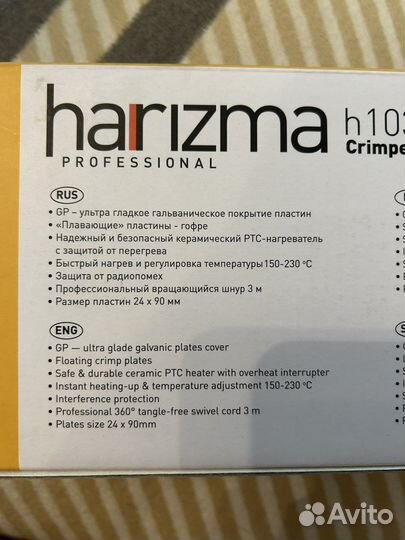 harizma h103
PROFESSIONAL Crimpe
RUS
• GP – ультра гладкое гальваническое покрытие пластин
• «Плавающие» пластины - гофре
• Надежный и безопасный керамический PTC-нагреватель
с защитой от перегрева
• Быстрый нагрев и регулировка температуры 150-230 °C
• Защита от радиопомех
• Профессиональный вращающийся шнур 3 м
• Размер пластин 24 x 90 мм
ENG
• GP — ultra glade galvanic plates cover
• Floating crimp plates
• Safe & durable ceramic PTC heater with overheat interrupter
• Instant heating-up & temperature adjustment 150-230 °C
• Interference protection
• Professional 360° tangle-free swivel cord 3 m
• Plates size 24 x 90mm
Avito